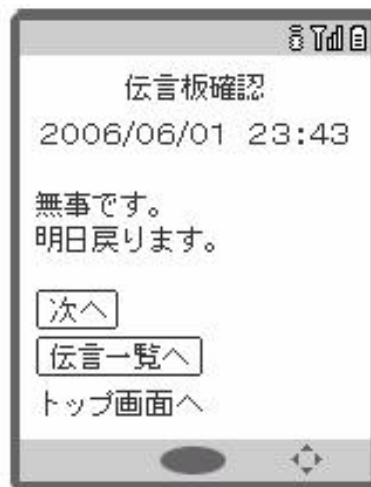 伝言板確認
2006/06/01 23:43
無事です。
明日戻ります。
次へ
伝言一覧へ
トップ画面へ